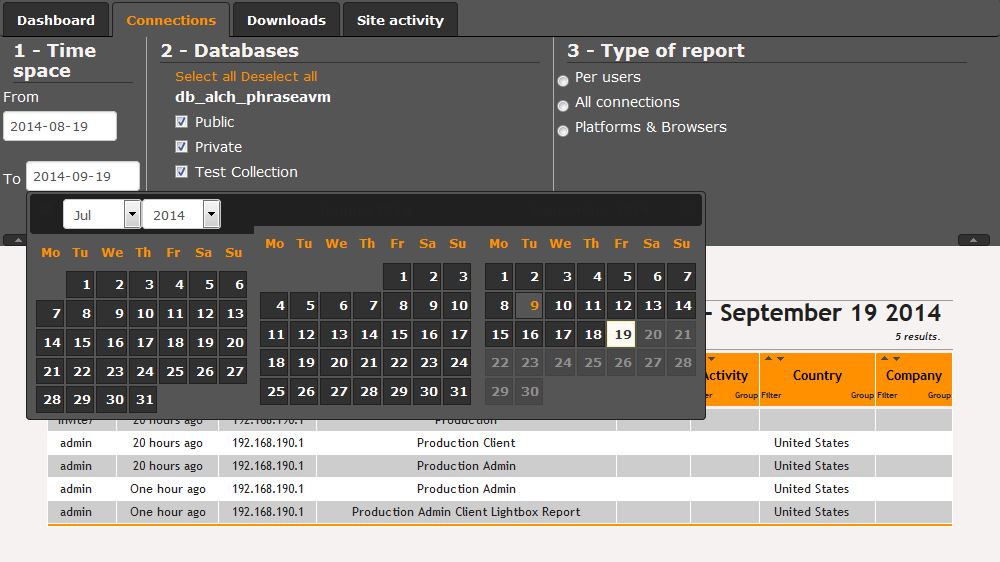 Dashboard Connections Downloads Site activity
1 - Time space
From
2014-08-19
To 2014-09-19
2 - Databases
Select all Deselect all
db_alch_phraseavm
Public
Private
Test Collection
3 - Type of report
Per users
All connections
Platforms & Browsers
Jul 2014
Mo Tu We Th Fr Sa Su
1 2 3 4 5 6
7 8 9 10 11 12 13
14 15 16 17 18 19 20
21 22 23 24 25 26 27
28 29 30 31
Mo Tu We Th Fr Sa Su
1 2 3
4 5 6 7 8 9 10
11 12 13 14 15 16 17
18 19 20 21 22 23 24
25 26 27 28 29 30 31
Mo Tu We Th Fr Sa Su
1 2 3 4 5 6 7
8 9 10 11 12 13 14
15 16 17 18 19 20 21
22 23 24 25 26 27 28
29 30
- September 19 2014
5 results.
Activity Country Company
Group Filter Group Filter Group
20 hours ago 192.168.190.1 Production
admin 20 hours ago 192.168.190.1 Production Client United States
admin 20 hours ago 192.168.190.1 Production Admin United States
admin One hour ago 192.168.190.1 Production Admin United States
admin One hour ago 192.168.190.1 Production Admin Client Lightbox Report United States